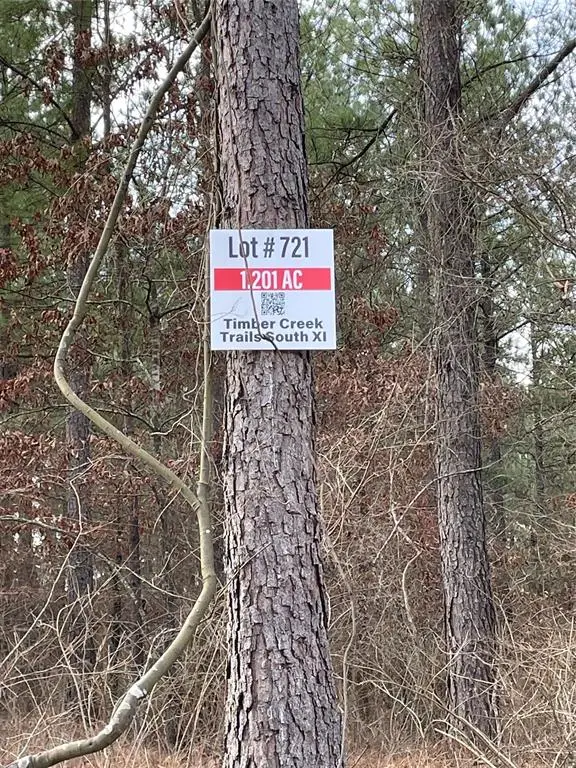 Lot # 721
1.201 AC
Timber Creek
Trails South XI